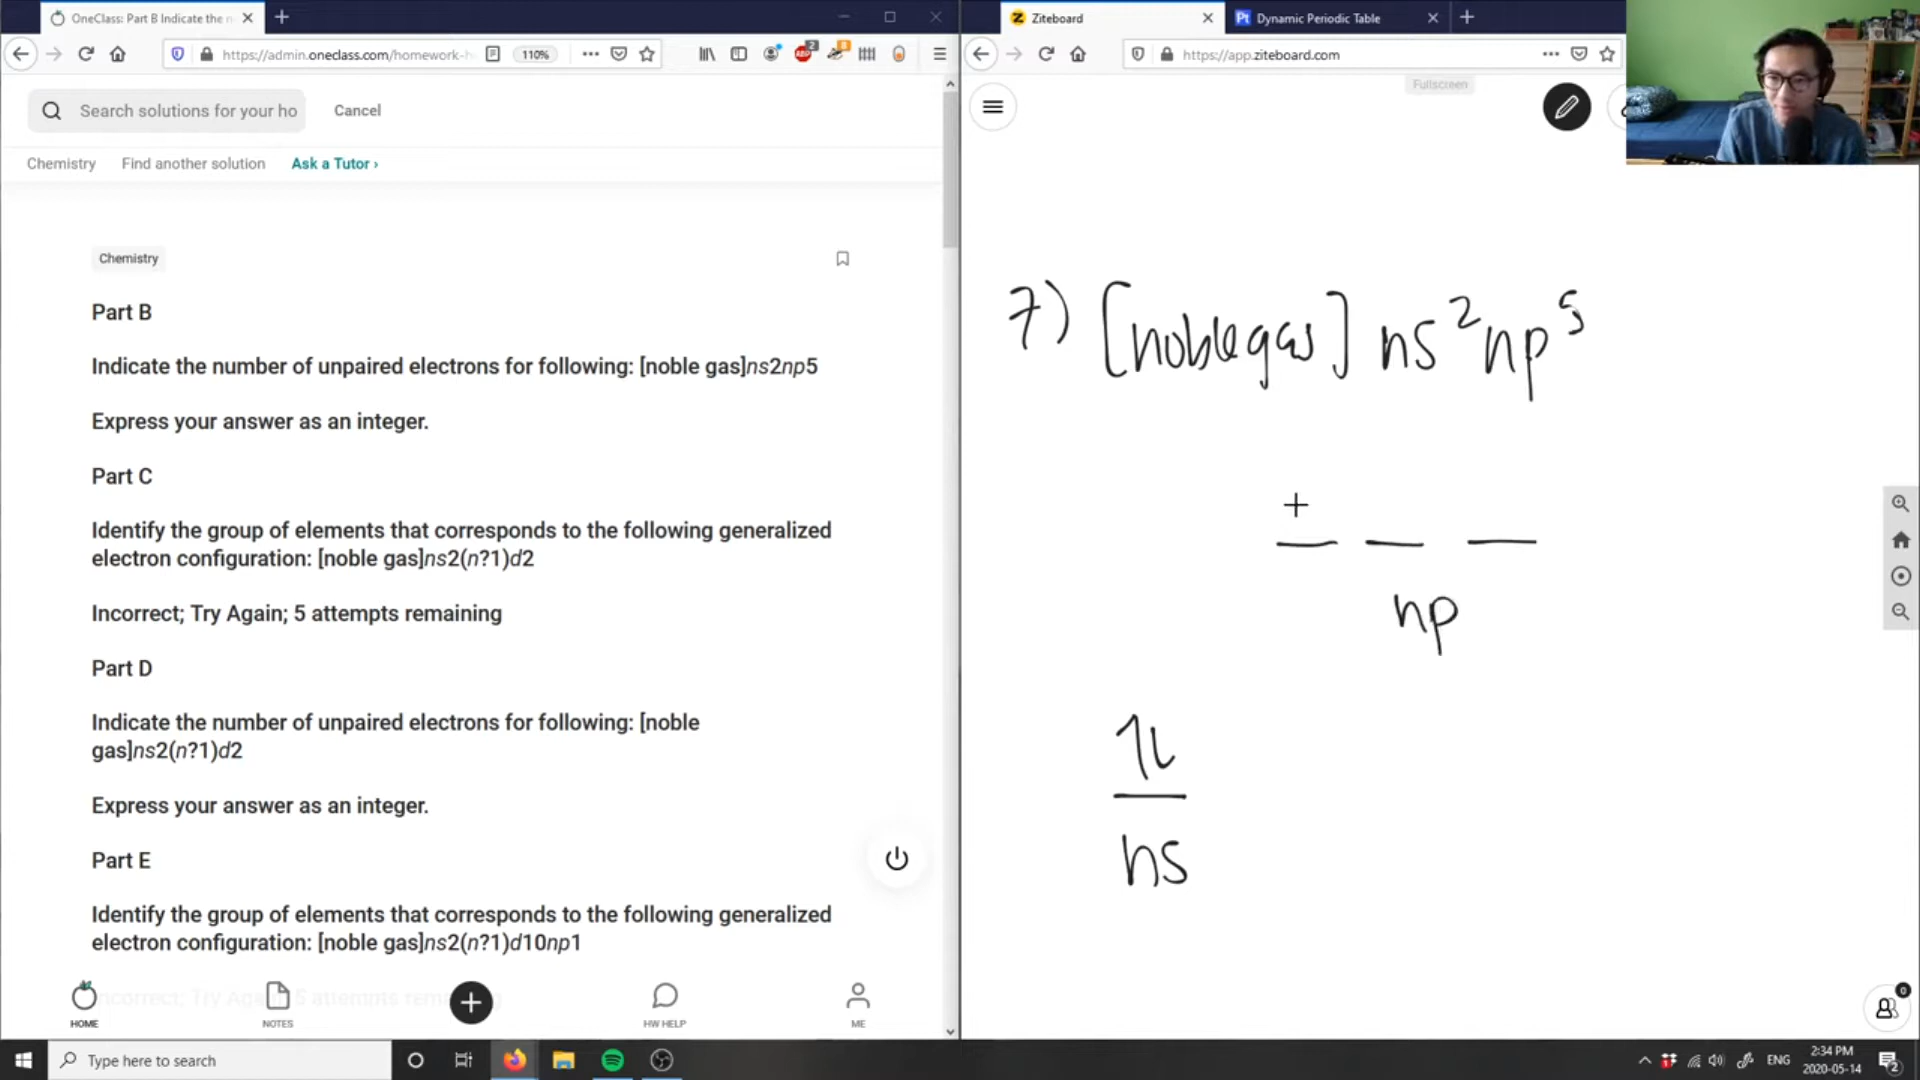 OneClass: Part B Indicate the n
Ziteboard
Dynamic Periodic Table
https://admin.oneclass.com/homework-h
110%
https://app.ziteboard.com
Fullscreen
Search solutions for your ho
Cancel
Chemistry
Find another solution
Ask a Tutor ›
Chemistry
Part B
Indicate the number of unpaired electrons for following: [noble gas]ns2np5
Express your answer as an integer.
Part C
Identify the group of elements that corresponds to the following generalized
electron configuration: [noble gas]ns2(n?1)d2
Incorrect; Try Again; 5 attempts remaining
Part D
Indicate the number of unpaired electrons for following: [noble
gas]ns2(n?1)d2
Express your answer as an integer.
Part E
Identify the group of elements that corresponds to the following generalized
electron configuration: [noble gas]ns2(n?1)d10np1
HOME
NOTES
HW HELP
ME
7) [noble gas] ns² np⁵
np
↑↓
ns
0
Type here to search
ENG
2:34 PM
2020-05-14
2